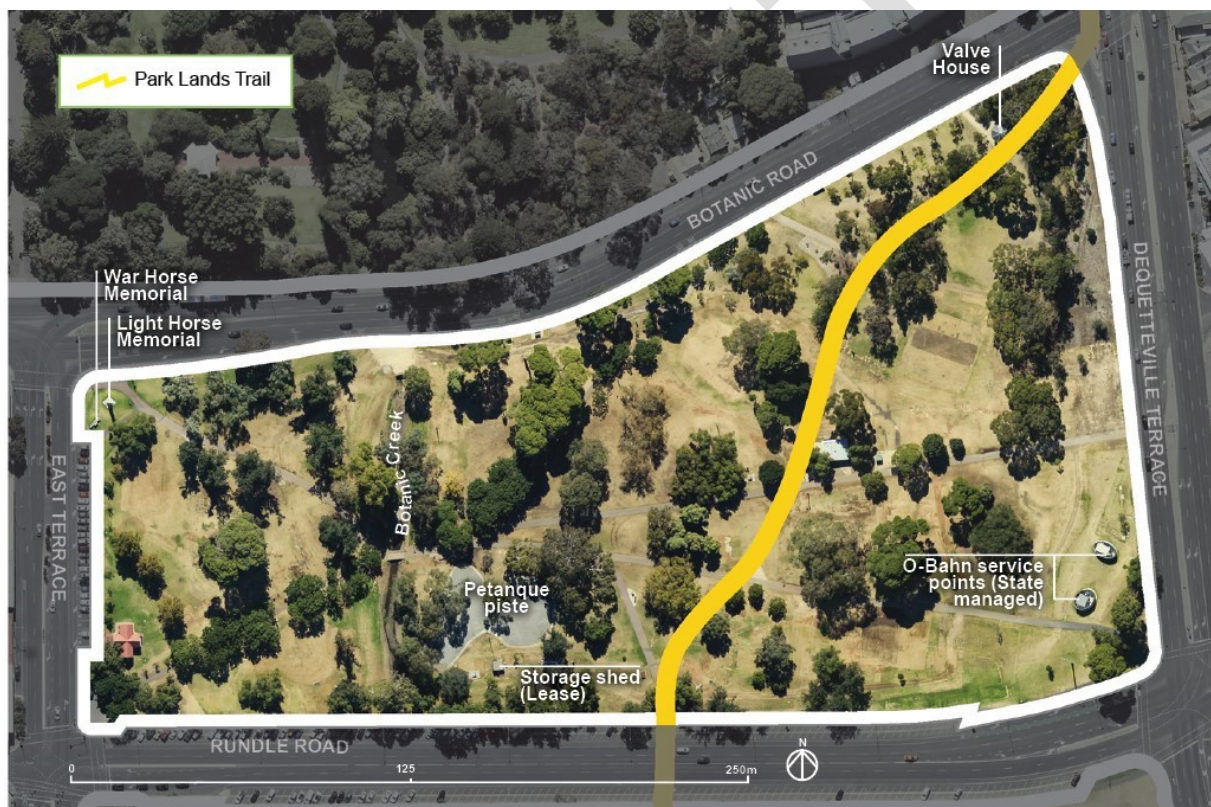 Park Lands Trail
Valve
House
BOTANIC ROAD
War Horse
Memorial
Light Horse
Memorial
DEQUETTEVILLE TERRACE
EAST TERRACE
Botanic Creek
O-Bahn service
points (State
managed)
Petanque
piste
Storage shed
(Lease)
RUNDLE ROAD
N
0
125
250m